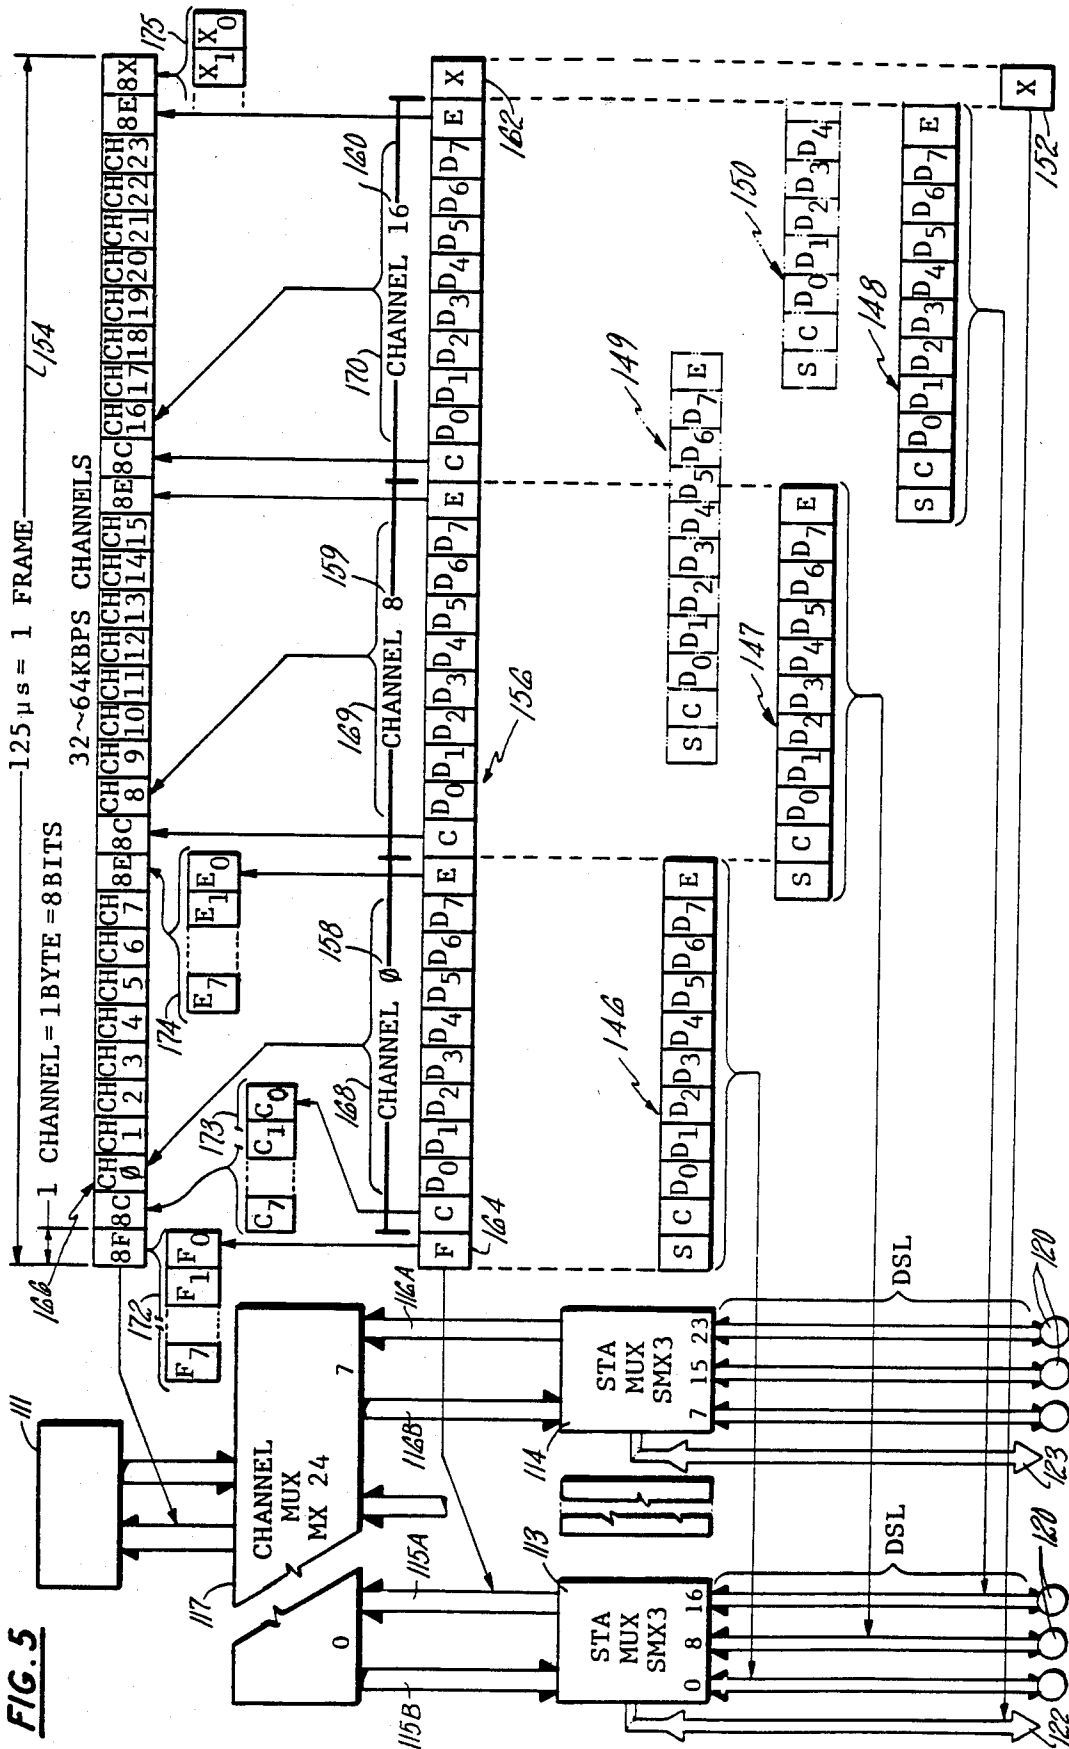 FIG. 5
125 µs = 1 FRAME
154
1 CHANNEL = 1 BYTE = 8 BITS
32~64KBPS CHANNELS
166
8F 8C CH Ø CH 1 CH 2 CH 3 CH 4 CH 5 CH 6 CH 7 8E 8C CH 8 CH 9 CH 10 CH 11 CH 12 CH 13 CH 14 CH 15 8E 8C CH 16 CH 17 CH 18 CH 19 CH 20 CH 21 CH 22 CH 23 8E 8X
172
F7 F1 F0
173
C7 C1 C0
174
E7 E1 E0
175
X1 X0
168
169
170
CHANNEL Ø
158
CHANNEL 8
159
CHANNEL 16
160
F C D0 D1 D2 D3 D4 D5 D6 D7 E C D0 D1 D2 D3 D4 D5 D6 D7 E C D0 D1 D2 D3 D4 D5 D6 D7 E X
164
156
162
146
S C D0 D1 D2 D3 D4 D5 D6 D7 E
149
S C D0 D1 D2 D3 D4 D5 D6 D7 E
147
S C D0 D1 D2 D3 D4 D5 D6 D7 E
150
S C D0 D1 D2 D3 D4
148
S C D0 D1 D2 D3 D4 D5 D6 D7 E
X
152
111
117
CHANNEL
MUX
MX 24
0
7
115B
115A
116B
116A
113
STA
MUX
SMX3
0 8 16
114
STA
MUX
SMX3
7 15 23
DSL
DSL
122
120
123
120